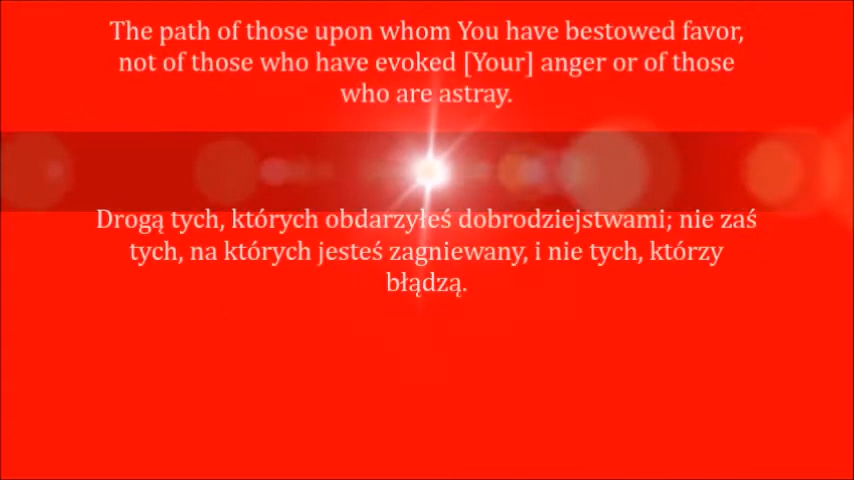 The path of those upon whom You have bestowed favor,
not of those who have evoked [Your] anger or of those
who are astray.
Drogą tych, których obdarzyłeś dobrodziejstwami; nie zaś
tych, na których jesteś zagniewany, i nie tych, którzy
błądzą.